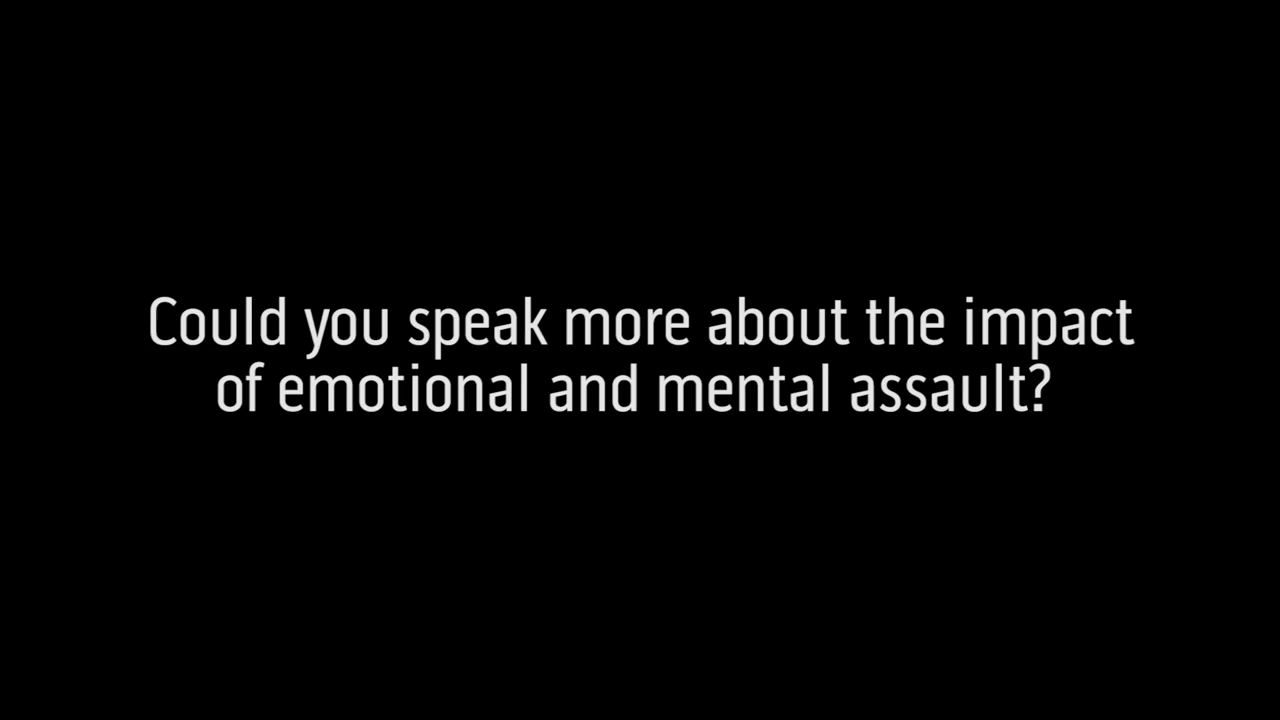 Could you speak more about the impact
of emotional and mental assault?